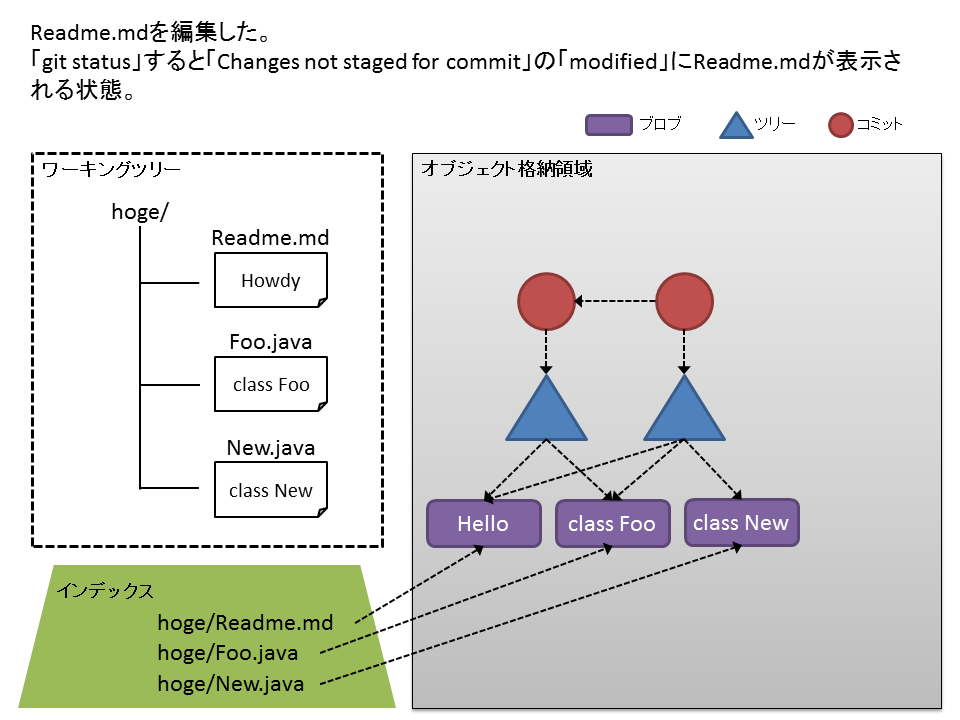 Readme.mdを編集した。
「git status」すると「Changes not staged for commit」の「modified」にReadme.mdが表示さ
れる状態。
ブロブ
ツリー
コミット
ワーキングツリー
hoge/
Readme.md
Howdy
Foo.java
class Foo
New.java
class New
オブジェクト格納領域
Hello
class Foo
class New
インデックス
hoge/Readme.md
hoge/Foo.java
hoge/New.java